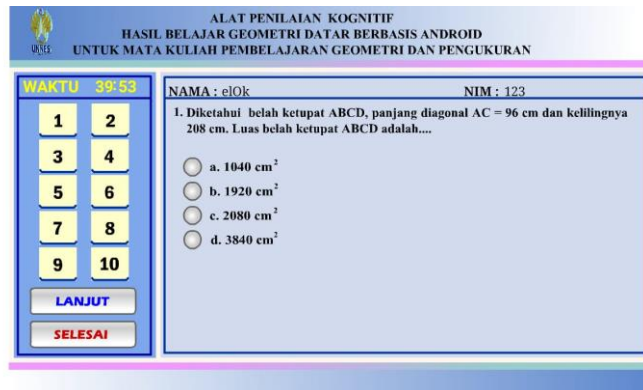 ALAT PENILAIAN KOGNITIF
HASIL BELAJAR GEOMETRI DATAR BERBASIS ANDROID
UNTUK MATA KULIAH PEMBELAJARAN GEOMETRI DAN PENGUKURAN
WAKTU 39:53
1 2
3 4
5 6
7 8
9 10
LANJUT
SELESAI
NAMA : elOk NIM : 123
1. Diketahui belah ketupat ABCD, panjang diagonal AC = 96 cm dan kelilingnya
208 cm. Luas belah ketupat ABCD adalah....
a. 1040 cm²
b. 1920 cm²
c. 2080 cm²
d. 3840 cm²